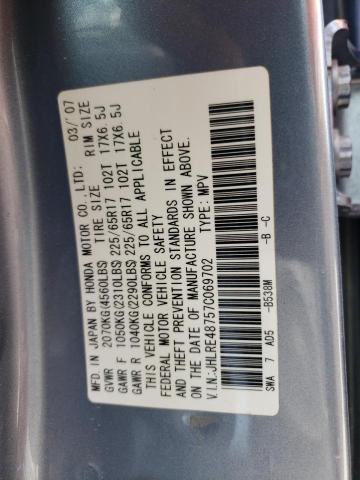 MFD. IN JAPAN BY HONDA MOTOR CO.,LTD. 03/'07
TIRE SIZE RIM SIZE
GVWR 2070KG(4560LBS)
GAWR F 1050KG(2310LBS) 225/65R17 102T 17X6.5J
GAWR R 1040KG(2290LBS) 225/65R17 102T 17X6.5J
THIS VEHICLE CONFORMS TO ALL APPLICABLE
FEDERAL MOTOR VEHICLE SAFETY
AND THEFT PREVENTION STANDARDS IN EFFECT
ON THE DATE OF MANUFACTURE SHOWN ABOVE.
V.I.N.:JHLRE48757C069702 TYPE: MPV
SWA 7 AD5 -B538M -B -C